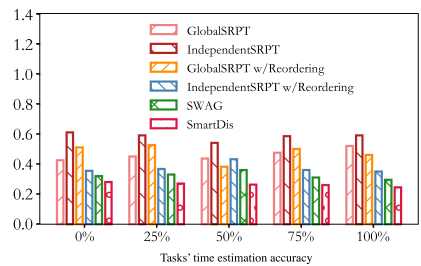 1.4
1.2
1.0
0.8
0.6
0.4
0.2
0.0
GlobalSRPT
IndependentSRPT
GlobalSRPT w/Reordering
IndependentSRPT w/Reordering
SWAG
SmartDis
0% 25% 50% 75% 100%
Tasks' time estimation accuracy